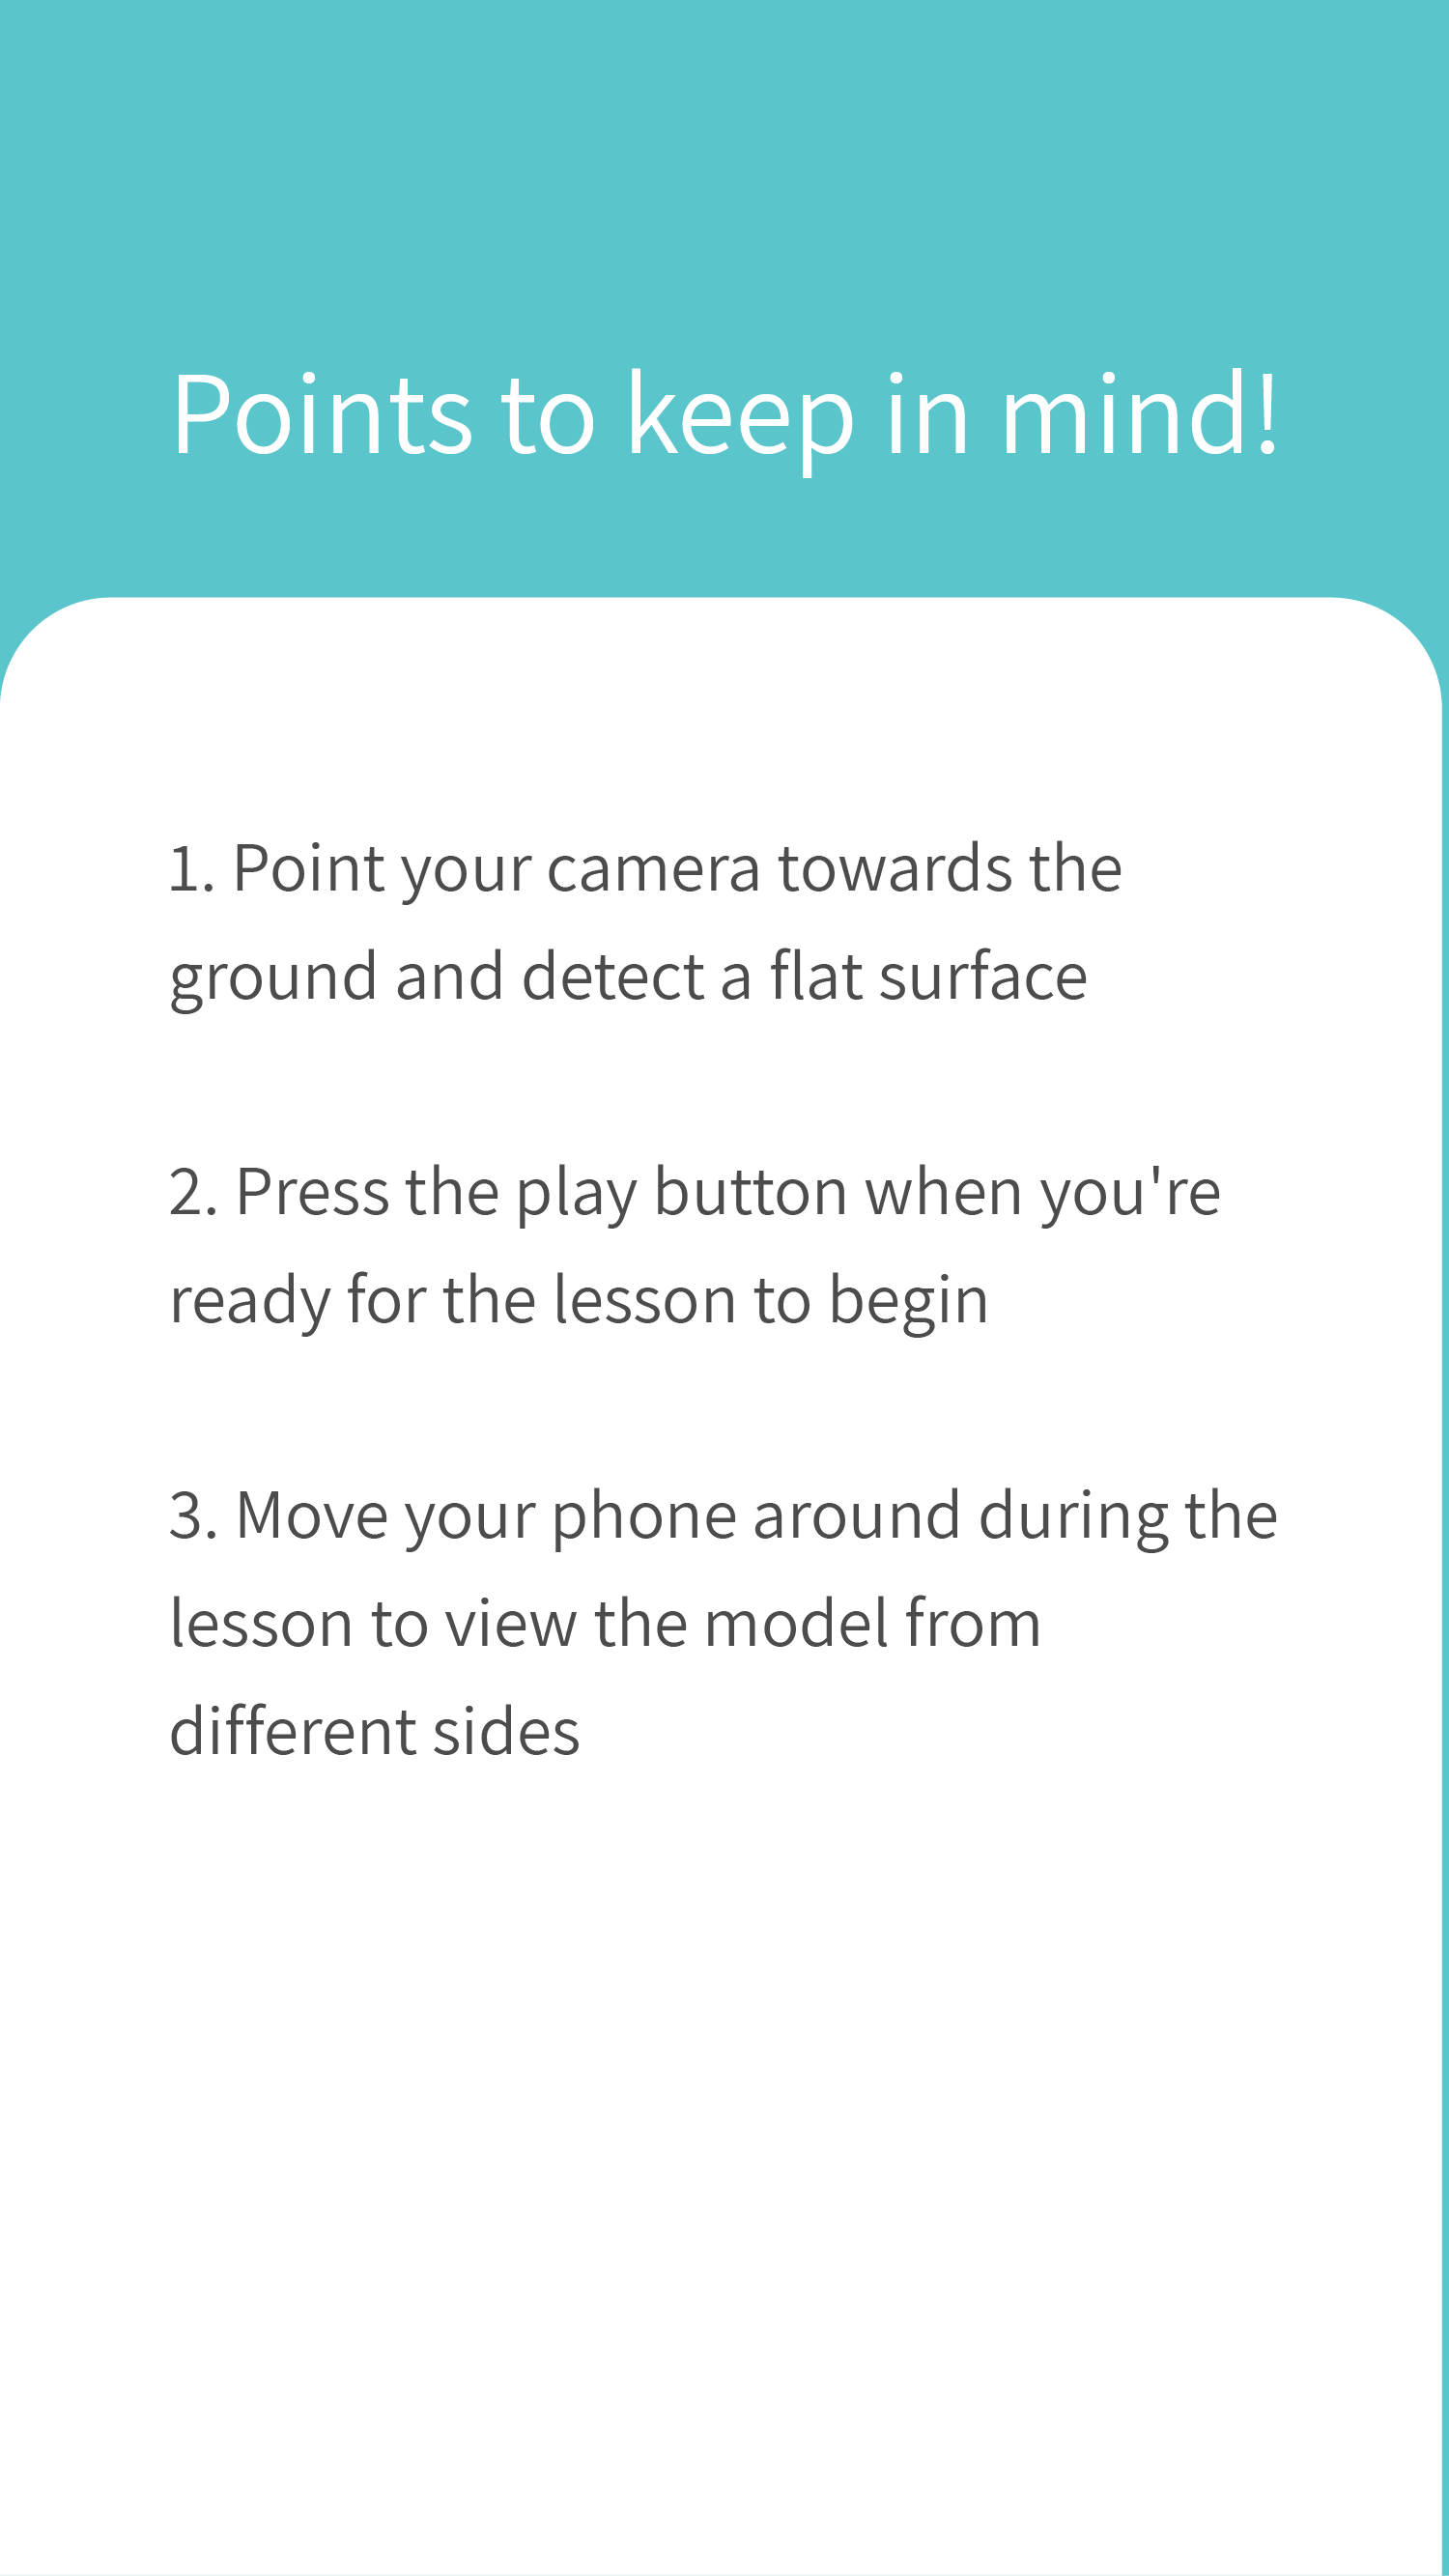 Points to keep in mind!
1. Point your camera towards the
ground and detect a flat surface
2. Press the play button when you're
ready for the lesson to begin
3. Move your phone around during the
lesson to view the model from
different sides